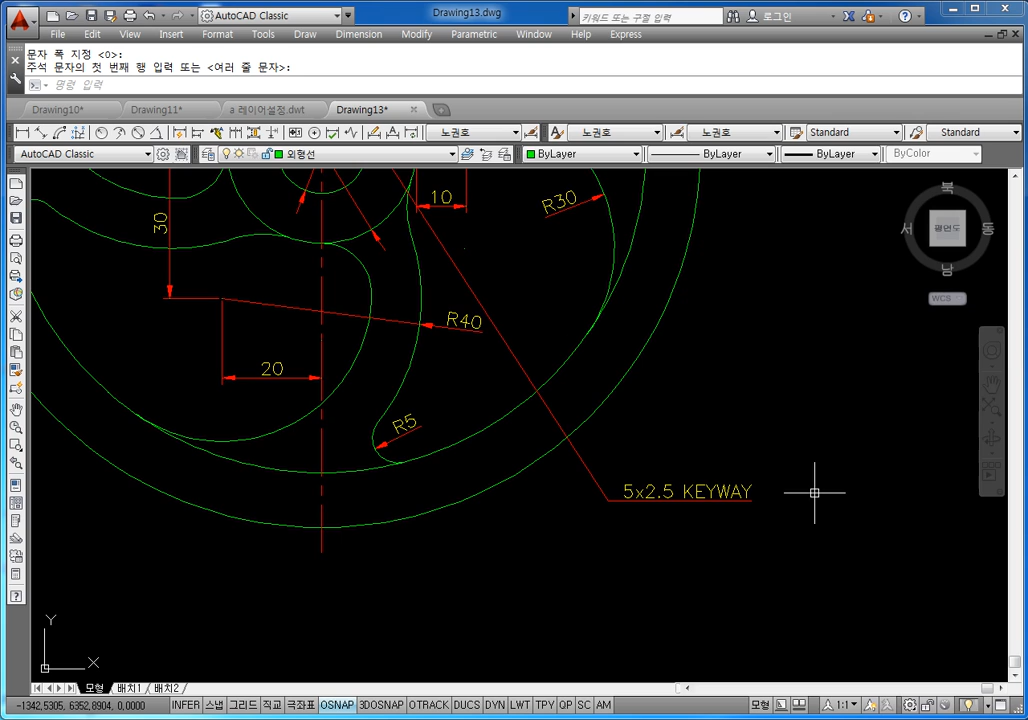 AutoCAD Classic
Drawing13.dwg
키워드 또는 구절 입력
로그인
File Edit View Insert Format Tools Draw Dimension Modify Parametric Window Help Express
문자 폭 지정 <0>:
주석 문자의 첫 번째 행 입력 또는 <여러 줄 문자>:
명령 입력
Drawing10* Drawing11* a 레이어설정.dwt Drawing13*
노권호 노권호 노권호 Standard Standard
AutoCAD Classic 외형선 ByLayer ByLayer ByLayer ByColor
10
R30
30
R40
20
R5
5x2.5 KEYWAY
북
서 평면도 동
남
WCS
Y
X
모형 배치1 배치2
-1342,5305, 6352,8904, 0,0000 INFER 스냅 그리드 직교 극좌표 OSNAP 3DOSNAP OTRACK DUCS DYN LWT TPY QP SC AM 모형 1:1